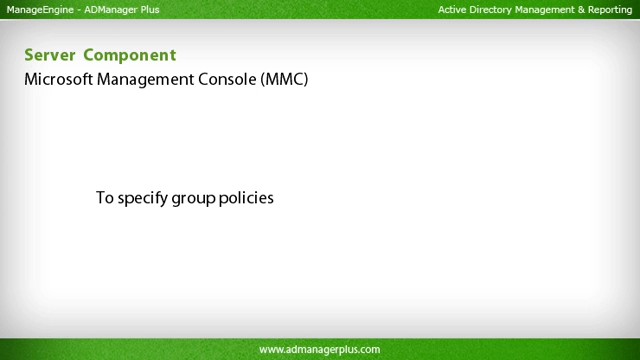 ManageEngine - ADManager Plus
Active Directory Management & Reporting
Server Component
Microsoft Management Console (MMC)
To specify group policies
www.admanagerplus.com